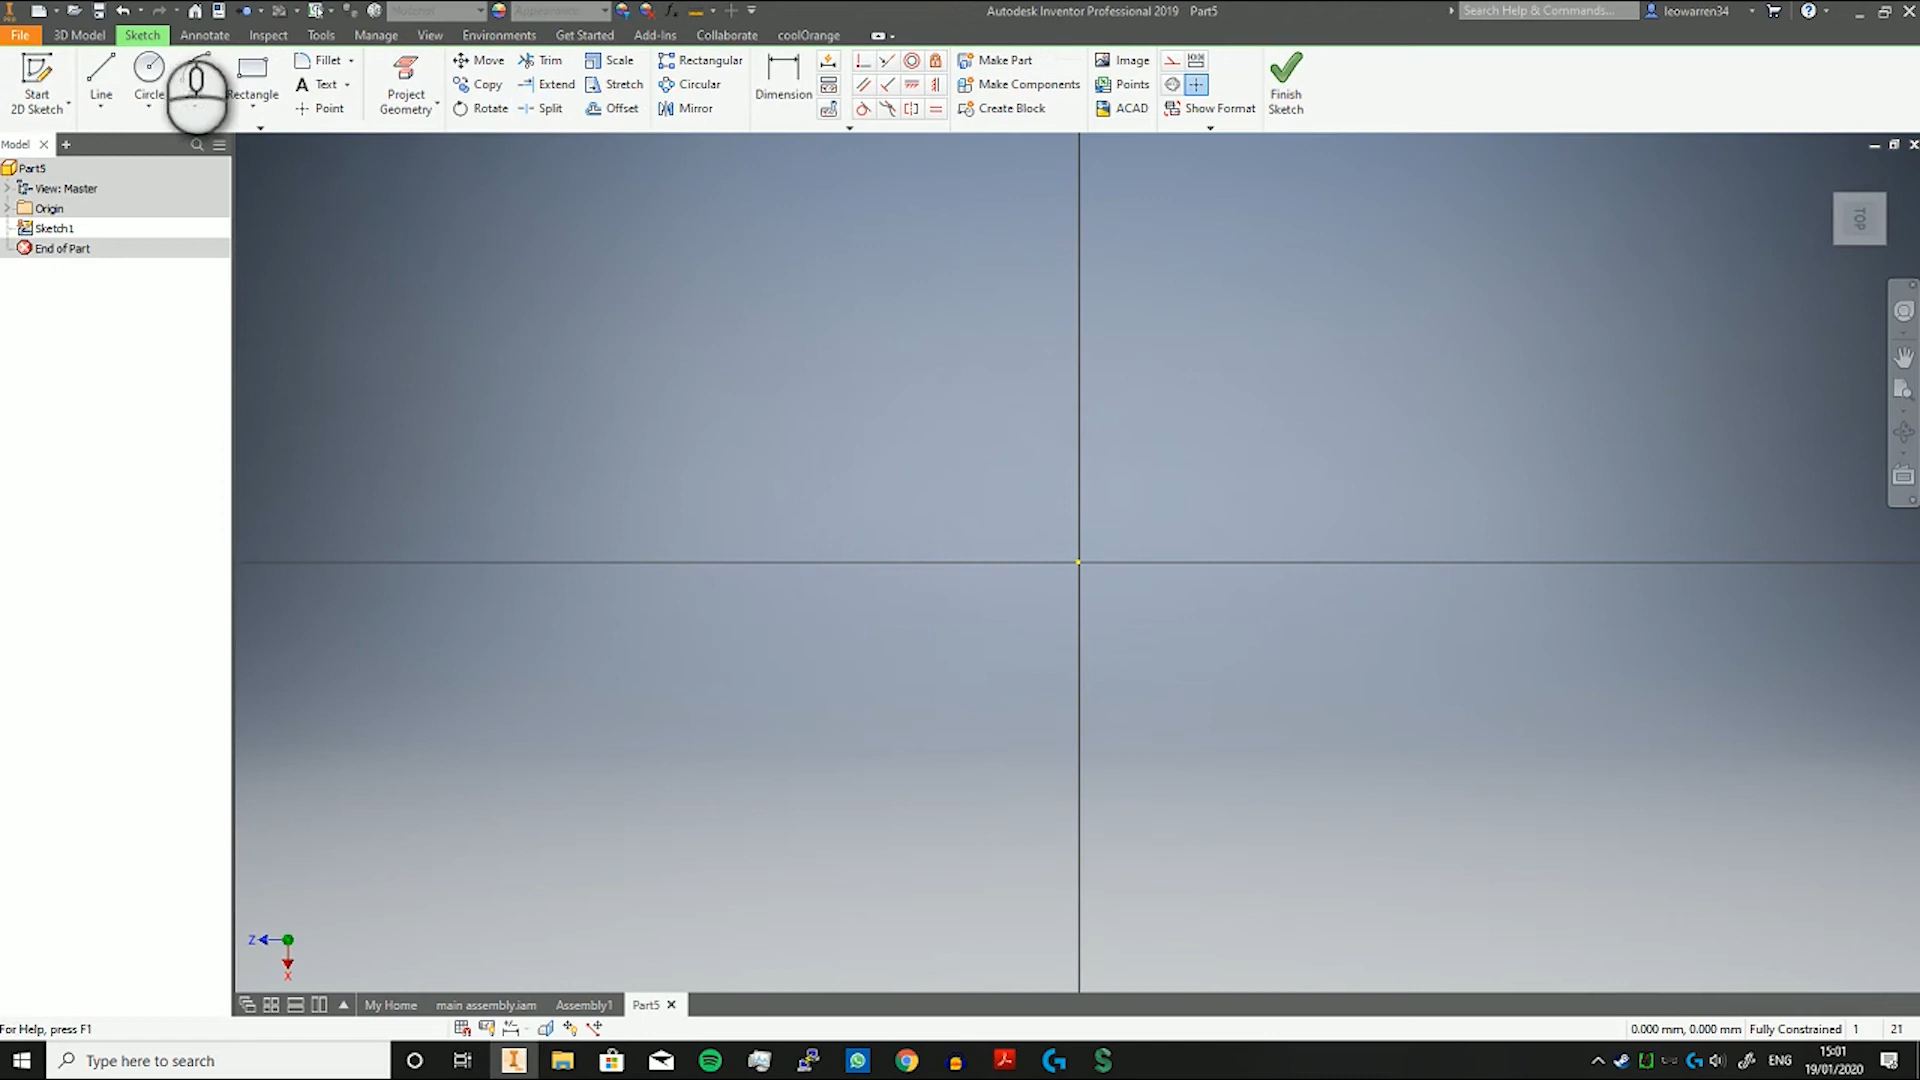 Material
Appearance
Autodesk Inventor Professional 2019 Part5
Search Help & Commands...
leowarren34
File 3D Model Sketch Annotate Inspect Tools Manage View Environments Get Started Add-Ins Collaborate coolOrange
Start
2D Sketch
Line
Circle
Rectangle
Fillet
Text
Point
Project
Geometry
Move
Copy
Rotate
Trim
Extend
Split
Scale
Stretch
Offset
Rectangular
Circular
Mirror
Dimension
Make Part
Make Components
Create Block
Image
Points
ACAD
Show Format
Finish
Sketch
Model
Part5
View: Master
Origin
Sketch1
End of Part
TOP
Z
X
My Home main assembly.iam Assembly1 Part5
For Help, press F1
0.000 mm, 0.000 mm Fully Constrained 1 21
Type here to search
ENG
15:01
19/01/2020